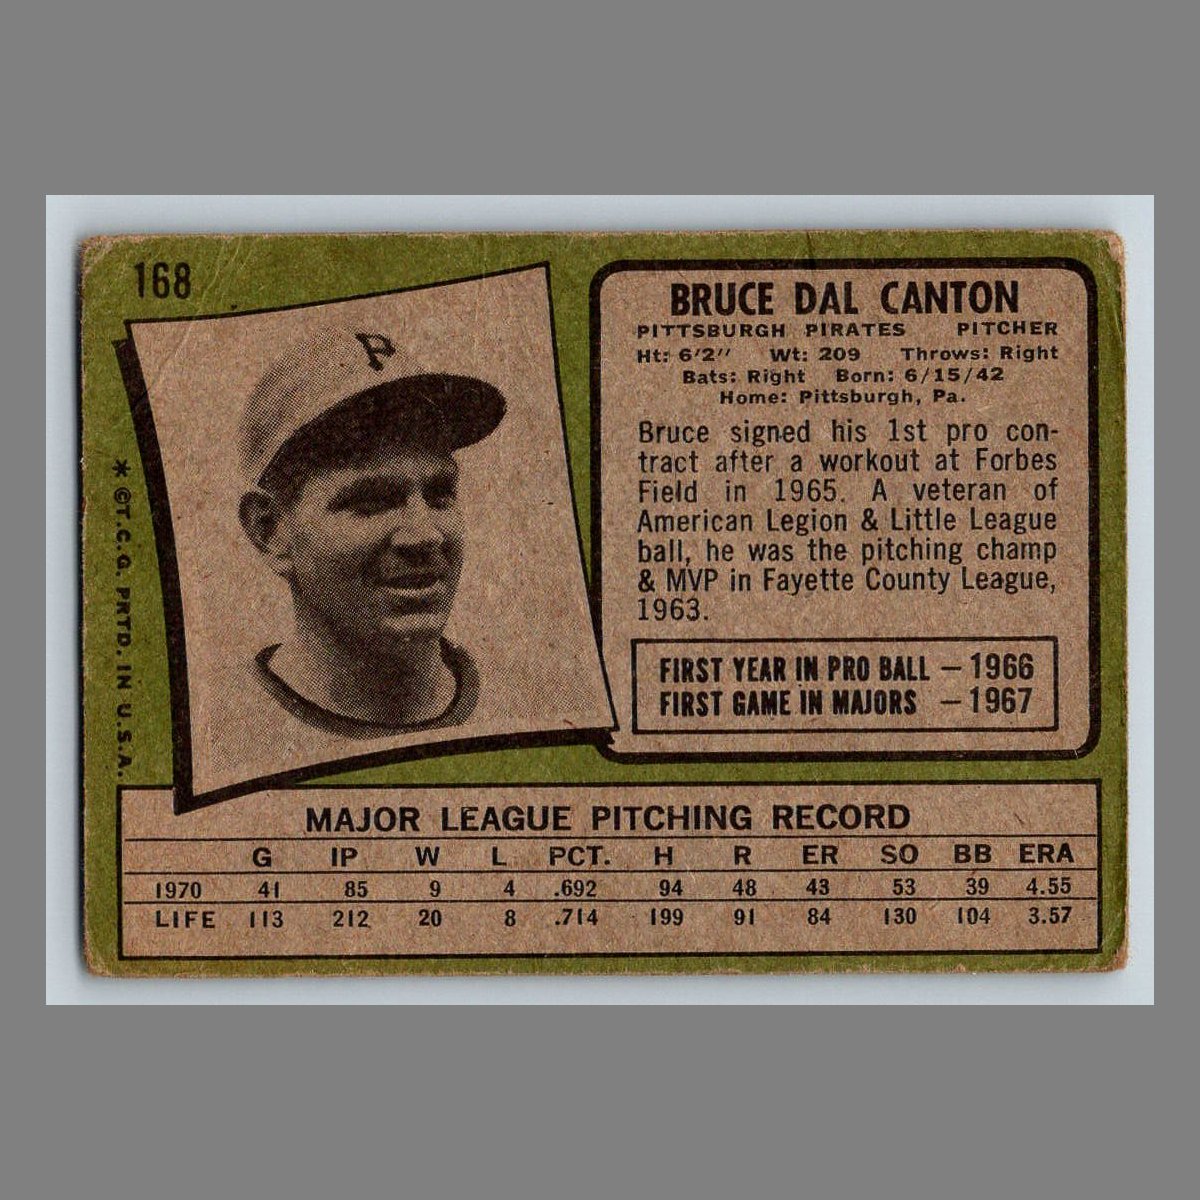 168
P
* ©T.C.G. PRTD. IN U.S.A.
BRUCE DAL CANTON
PITTSBURGH PIRATES PITCHER
Ht: 6'2" Wt: 209 Throws: Right
Bats: Right Born: 6/15/42
Home: Pittsburgh, Pa.
Bruce signed his 1st pro con-
tract after a workout at Forbes
Field in 1965. A veteran of
American Legion & Little League
ball, he was the pitching champ
& MVP in Fayette County League,
1963.
FIRST YEAR IN PRO BALL – 1966
FIRST GAME IN MAJORS – 1967
MAJOR LEAGUE PITCHING RECORD
G IP W L PCT. H R ER SO BB ERA
1970 41 85 9 4 .692 94 48 43 53 39 4.55
LIFE 113 212 20 8 .714 199 91 84 130 104 3.57